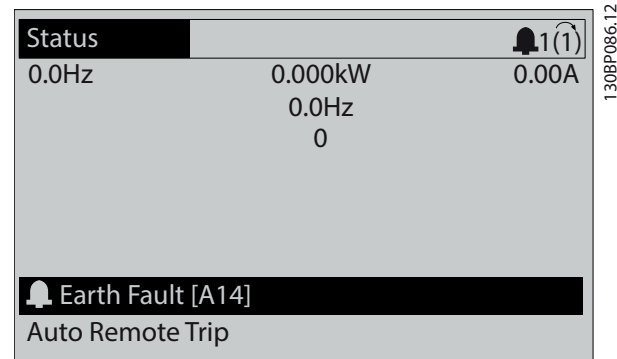 Status 1(1)
0.0Hz 0.000kW 0.00A
0.0Hz
0
Earth Fault [A14]
Auto Remote Trip
130BP086.12